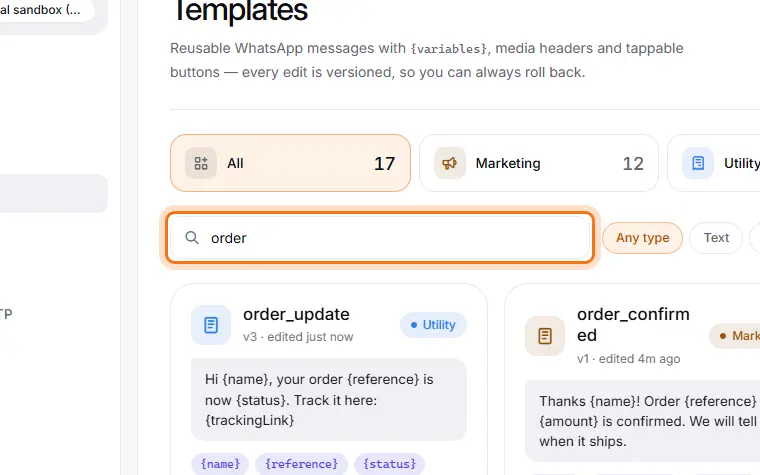 al sandbox (...
Templates
Reusable WhatsApp messages with {variables}, media headers and tappable
buttons — every edit is versioned, so you can always roll back.
All 17
Marketing 12
Utility
order
Any type
Text
TP
order_update
v3 · edited just now
Utility
Hi {name}, your order {reference} is
now {status}. Track it here:
{trackingLink}
{name} {reference} {status}
order_confirm
ed
v1 · edited 4m ago
Mark
Thanks {name}! Order {reference}
{amount} is confirmed. We will tell
when it ships.